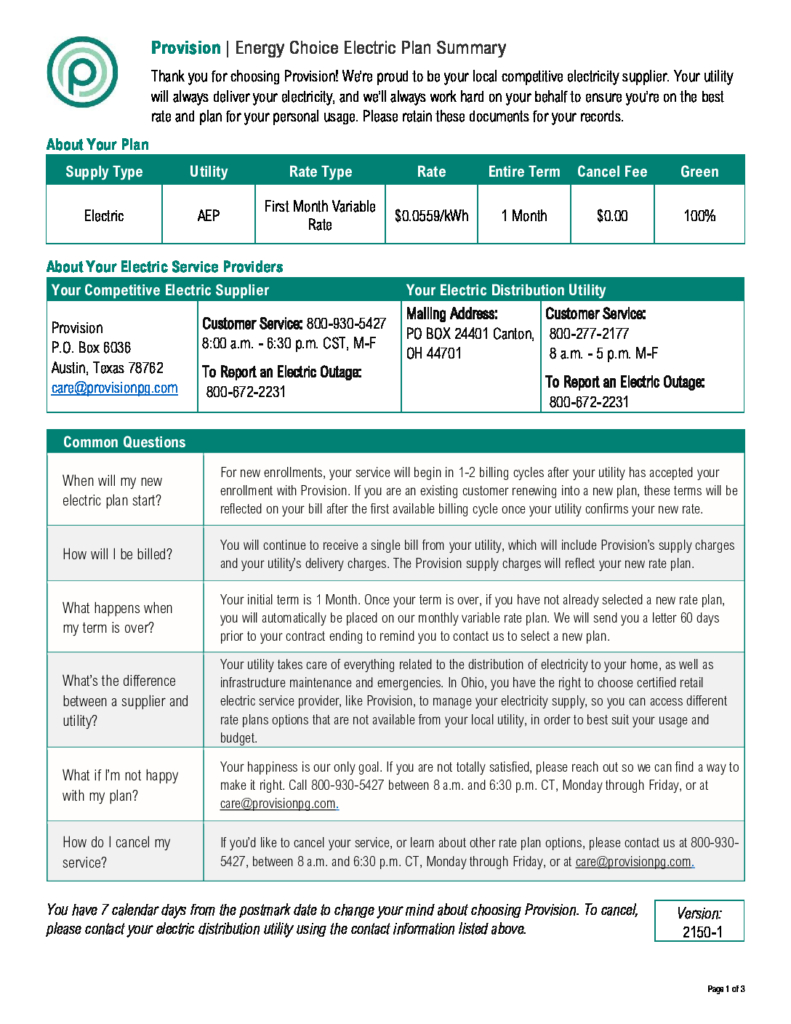 Provision | Energy Choice Electric Plan Summary
Thank you for choosing Provision! We're proud to be your local competitive electricity supplier. Your utility
will always deliver your electricity, and we'll always work hard on your behalf to ensure you're on the best
rate and plan for your personal usage. Please retain these documents for your records.
About Your Plan
Supply Type Utility Rate Type Rate Entire Term Cancel Fee Green
Electric AEP First Month Variable
Rate $0.0559/kWh 1 Month $0.00 100%
About Your Electric Service Providers
Your Competitive Electric Supplier
Provision
P.O. Box 6036
Austin, Texas 78762
care@provisionpg.com
Customer Service: 800-930-5427
8:00 a.m. - 6:30 p.m. CST, M-F
To Report an Electric Outage:
800-672-2231
Your Electric Distribution Utility
Mailing Address:
PO BOX 24401 Canton,
OH 44701
Customer Service:
800-277-2177
8 a.m. - 5 p.m. M-F
To Report an Electric Outage:
800-672-2231
Common Questions
When will my new
electric plan start?
For new enrollments, your service will begin in 1-2 billing cycles after your utility has accepted your
enrollment with Provision. If you are an existing customer renewing into a new plan, these terms will be
reflected on your bill after the first available billing cycle once your utility confirms your new rate.
How will I be billed?
You will continue to receive a single bill from your utility, which will include Provision's supply charges
and your utility's delivery charges. The Provision supply charges will reflect your new rate plan.
What happens when
my term is over?
Your initial term is 1 Month. Once your term is over, if you have not already selected a new rate plan,
you will automatically be placed on our monthly variable rate plan. We will send you a letter 60 days
prior to your contract ending to remind you to contact us to select a new plan.
What's the difference
between a supplier and
utility?
Your utility takes care of everything related to the distribution of electricity to your home, as well as
infrastructure maintenance and emergencies. In Ohio, you have the right to choose certified retail
electric service provider, like Provision, to manage your electricity supply, so you can access different
rate plans options that are not available from your local utility, in order to best suit your usage and
budget.
What if I'm not happy
with my plan?
Your happiness is our only goal. If you are not totally satisfied, please reach out so we can find a way to
make it right. Call 800-930-5427 between 8 a.m. and 6:30 p.m. CT, Monday through Friday, or at
care@provisionpg.com.
How do I cancel my
service?
If you'd like to cancel your service, or learn about other rate plan options, please contact us at 800-930-
5427, between 8 a.m. and 6:30 p.m. CT, Monday through Friday, or at care@provisionpg.com.
You have 7 calendar days from the postmark date to change your mind about choosing Provision. To cancel,
please contact your electric distribution utility using the contact information listed above.
Version:
2150-1
Page 1 of 3